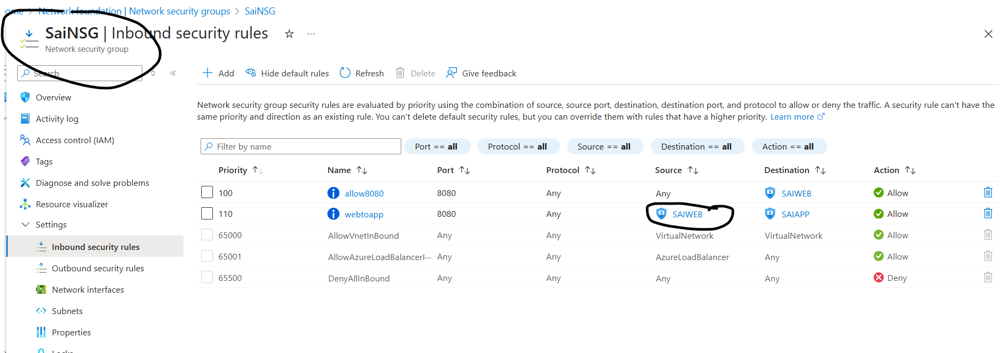 Home > Network foundation | Network security groups > SaiNSG
SaiNSG | Inbound security rules ☆ ...
Network security group
Search
Add Hide default rules Refresh Delete Give feedback
Overview
Activity log
Access control (IAM)
Tags
Diagnose and solve problems
Resource visualizer
Settings
Inbound security rules
Outbound security rules
Network interfaces
Subnets
Properties
Locks
Network security group security rules are evaluated by priority using the combination of source, source port, destination, destination port, and protocol to allow or deny the traffic. A security rule can't have the
same priority and direction as an existing rule. You can't delete default security rules, but you can override them with rules that have a higher priority. Learn more
Filter by name Port == all Protocol == all Source == all Destination == all Action == all
Priority Name Port Protocol Source Destination Action
100 allow8080 8080 Any Any SAIWEB Allow
110 webtoapp 8080 Any SAIWEB SAIAPP Allow
65000 AllowVnetInBound Any Any VirtualNetwork VirtualNetwork Allow
65001 AllowAzureLoadBalancerI··· Any Any AzureLoadBalancer Any Allow
65500 DenyAllInBound Any Any Any Any Deny